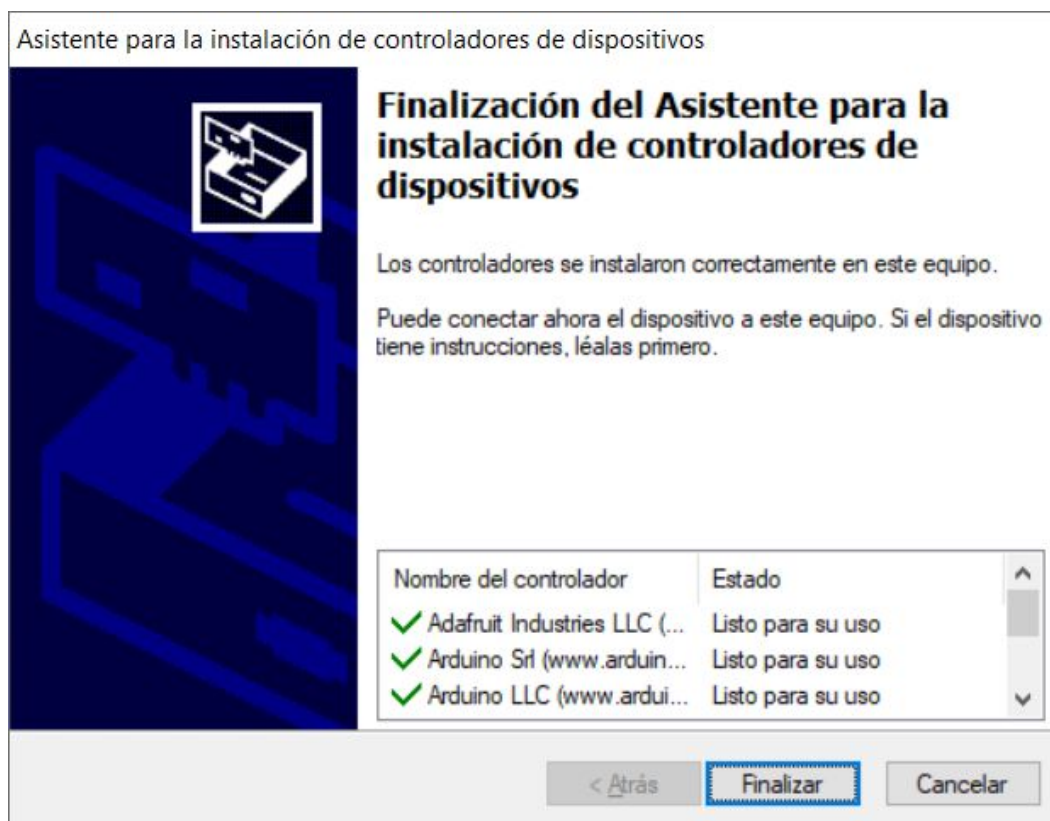 Asistente para la instalación de controladores de dispositivos
Finalización del Asistente para la
instalación de controladores de
dispositivos
Los controladores se instalaron correctamente en este equipo.
Puede conectar ahora el dispositivo a este equipo. Si el dispositivo
tiene instrucciones, léalas primero.
Nombre del controlador Estado
Adafruit Industries LLC (... Listo para su uso
Arduino Srl (www.arduin... Listo para su uso
Arduino LLC (www.ardui... Listo para su uso
< Atrás Finalizar Cancelar